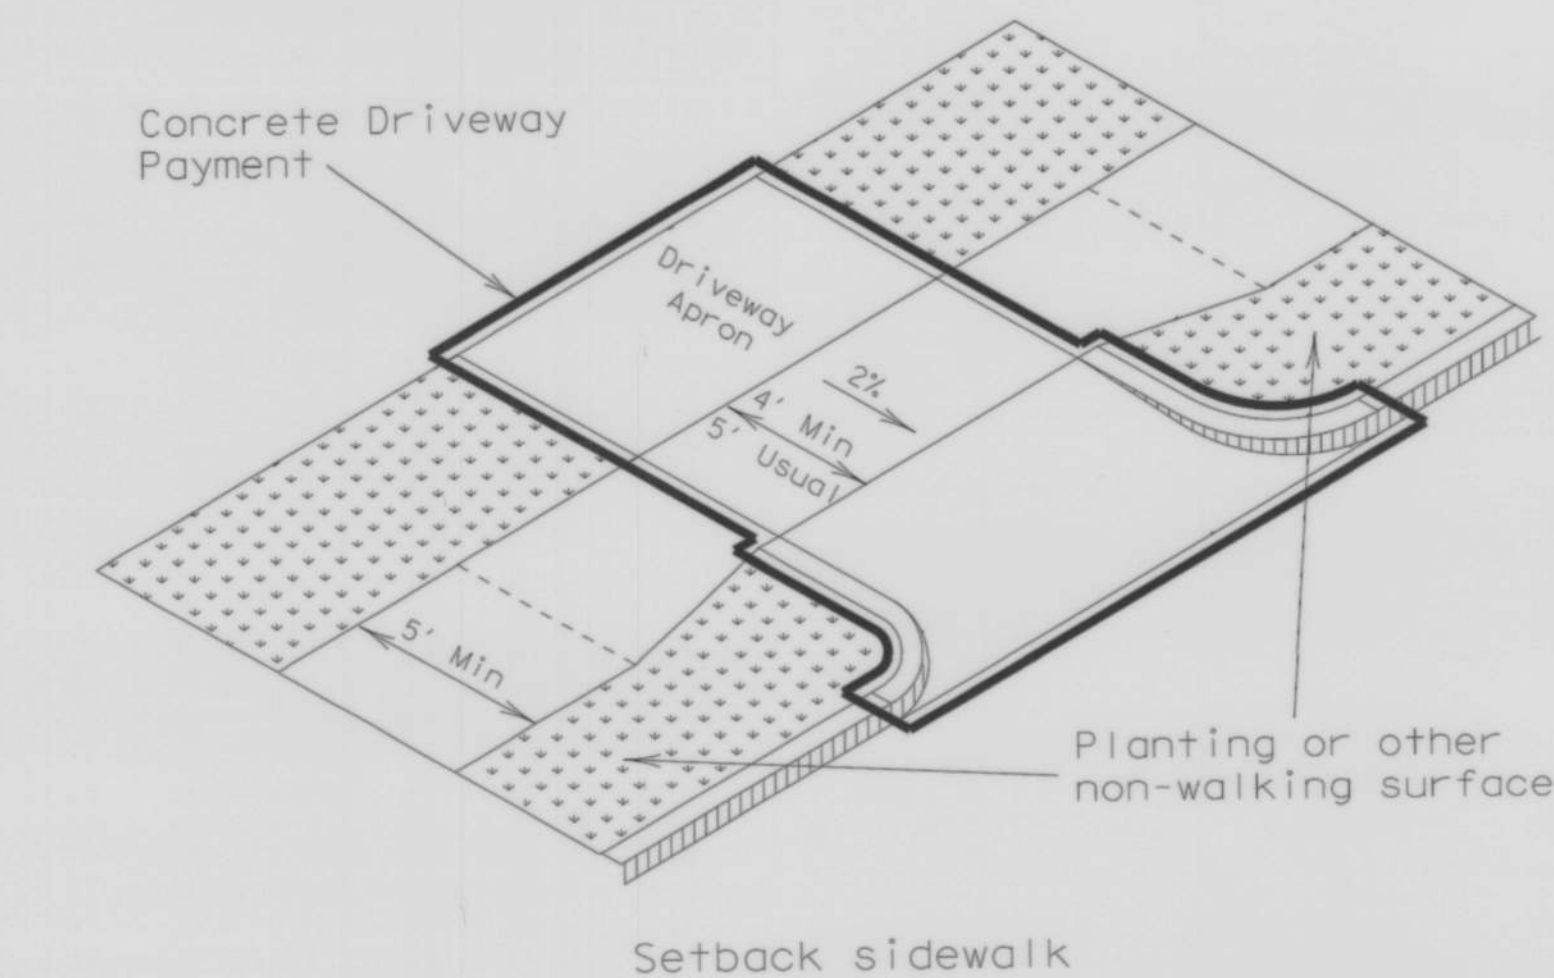 Concrete Driveway
Payment
Driveway
Apron
2%
4' Min
5' Usual
5' Min
Planting or other
non-walking surface
Setback sidewalk